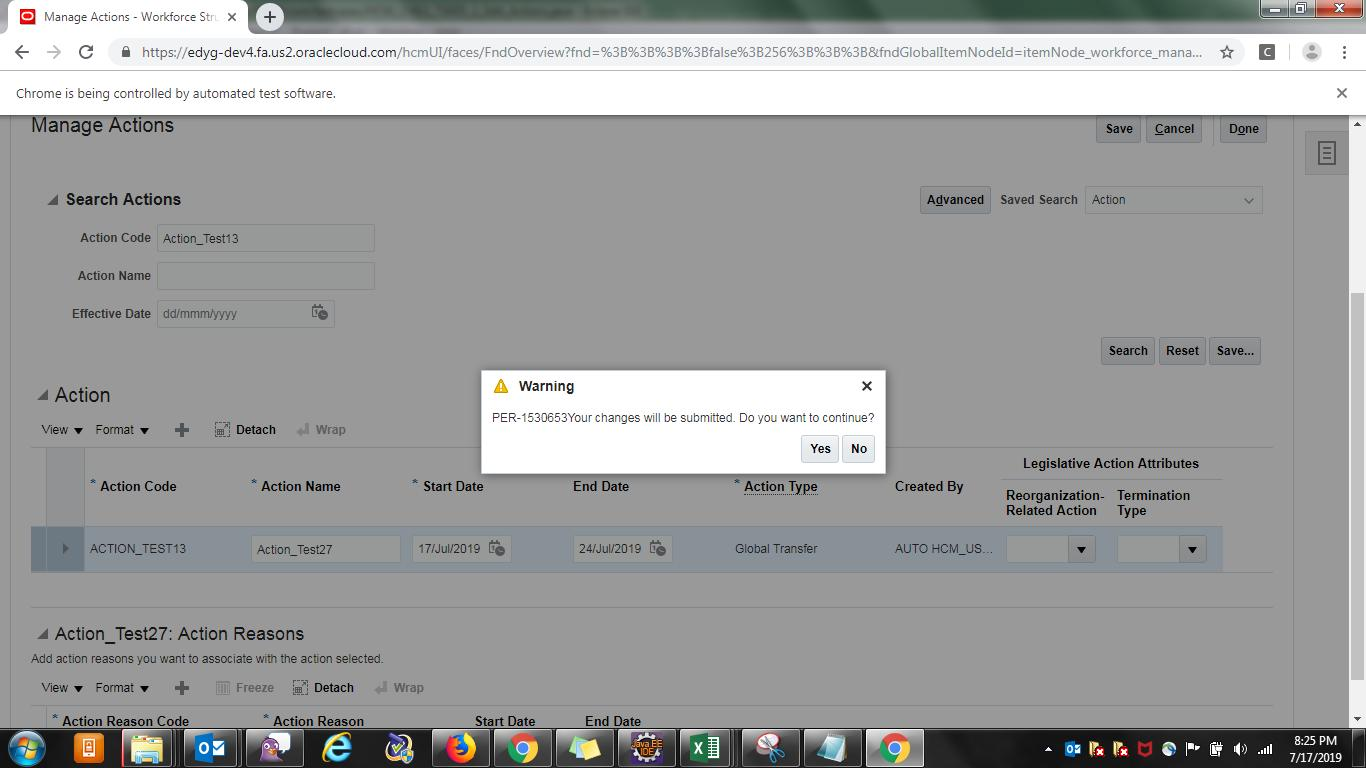 Manage Actions - Workforce Stru
https://edyg-dev4.fa.us2.oraclecloud.com/hcmUI/faces/FndOverview?fnd=%3B%3B%3B%3Bfalse%3B256%3B%3B%3B&fndGlobalItemNodeId=itemNode_workforce_mana...
C
Chrome is being controlled by automated test software.
Manage Actions
Save Cancel Done
Search Actions
Advanced Saved Search Action
Action Code Action_Test13
Action Name
Effective Date dd/mmm/yyyy
Search Reset Save...
Warning
PER-1530653Your changes will be submitted. Do you want to continue?
Yes No
Action
View Format Detach Wrap
Legislative Action Attributes
* Action Code * Action Name * Start Date End Date * Action Type Created By
Reorganization-Related Action Termination Type
ACTION_TEST13 Action_Test27 17/Jul/2019 24/Jul/2019 Global Transfer AUTO HCM_US...
Action_Test27: Action Reasons
Add action reasons you want to associate with the action selected.
View Format Freeze Detach Wrap
* Action Reason Code * Action Reason Start Date End Date
Java EE
IDE
8:25 PM
7/17/2019